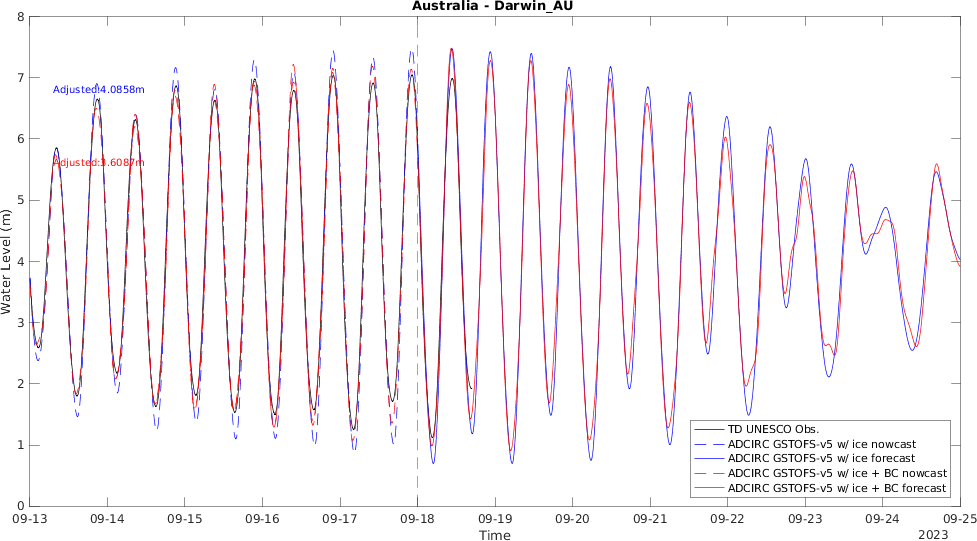 Australia - Darwin_AU
8
7
6
5
4
3
2
1
0
Water Level (m)
Adjusted:4.0858m
Adjusted:3.6087m
TD UNESCO Obs.
ADCIRC GSTOFS-v5 w/ ice nowcast
ADCIRC GSTOFS-v5 w/ ice forecast
ADCIRC GSTOFS-v5 w/ ice + BC nowcast
ADCIRC GSTOFS-v5 w/ ice + BC forecast
09-13 09-14 09-15 09-16 09-17 09-18 09-19 09-20 09-21 09-22 09-23 09-24 09-25
Time
2023